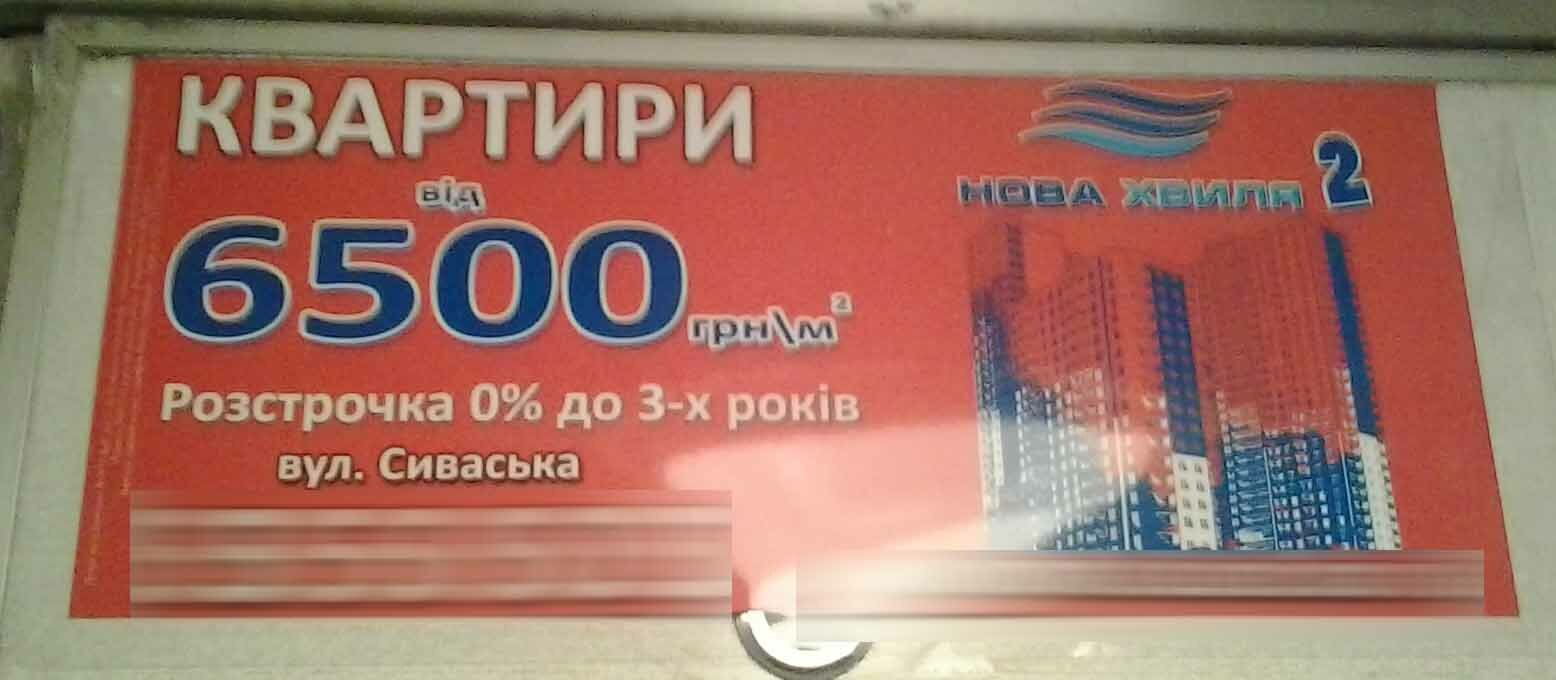 КВАРТИРИ
від
6500 грн\м²
Розстрочка 0% до 3-х років
вул. Сиваська
НОВА ХВИЛЯ 2